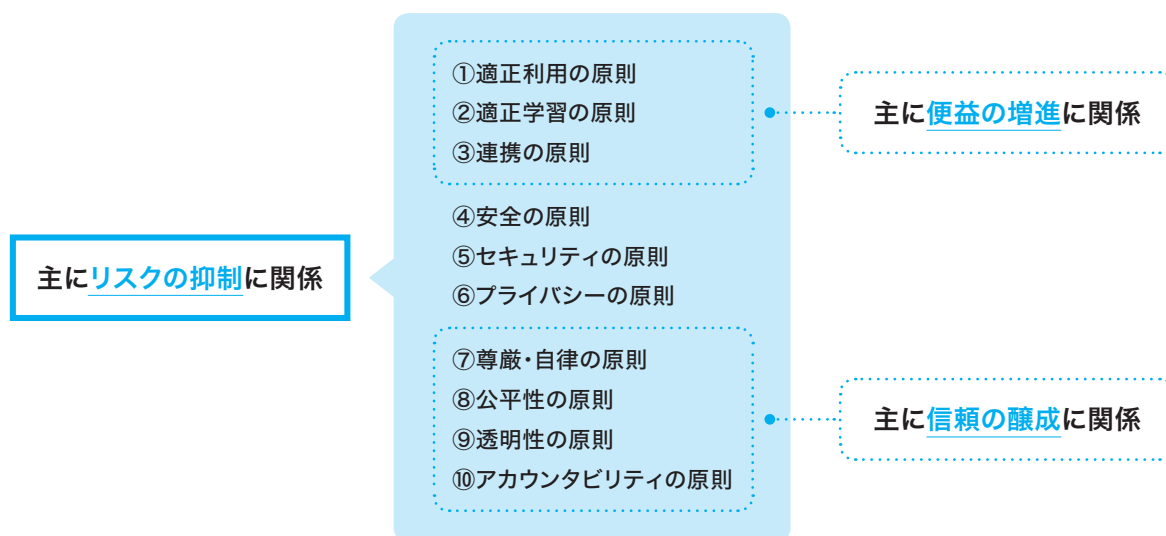 ①適正利用の原則
②適正学習の原則
③連携の原則
主に便益の増進に関係
④安全の原則
⑤セキュリティの原則
⑥プライバシーの原則
主にリスクの抑制に関係
⑦尊厳・自律の原則
⑧公平性の原則
⑨透明性の原則
⑩アカウンタビリティの原則
主に信頼の醸成に関係